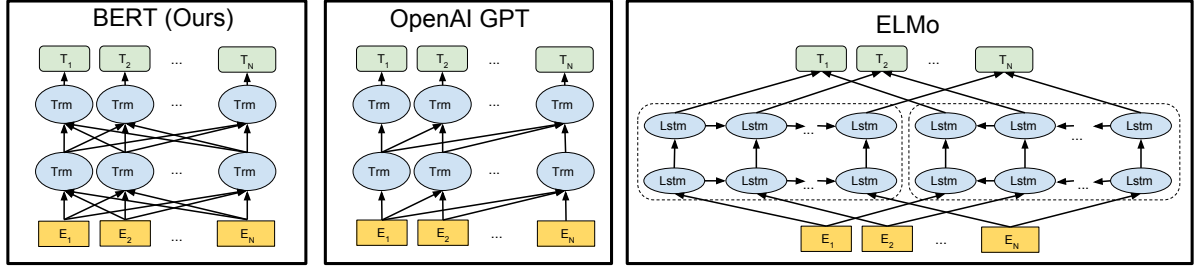 BERT (Ours)
T1 T2 ... TN
Trm Trm ... Trm
Trm Trm ... Trm
E1 E2 ... EN
OpenAI GPT
T1 T2 ... TN
Trm Trm ... Trm
Trm Trm ... Trm
E1 E2 ... EN
ELMo
T1 T2 ... TN
Lstm Lstm ... Lstm Lstm Lstm ... Lstm
Lstm Lstm ... Lstm Lstm Lstm ... Lstm
E1 E2 ... EN